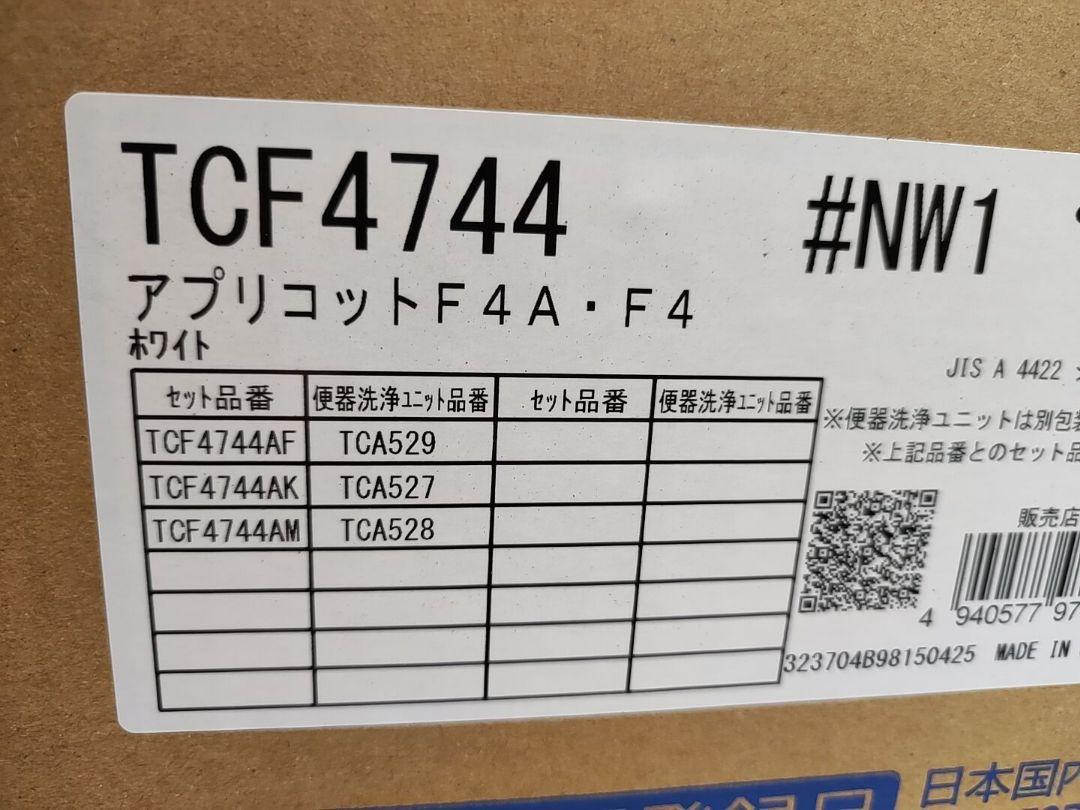 TCF4744 #NW1
アプリコットF4A・F4
ホワイト
JIS A 4422
セット品番 便器洗浄ユニット品番 セット品番 便器洗浄ユニット品番
※便器洗浄ユニットは別包装
TCF4744AF TCA529
※上記品番とのセット品
TCF4744AK TCA527
TCF4744AM TCA528
販売店
4 940577 97
323704B98150425 MADE IN
日本国内